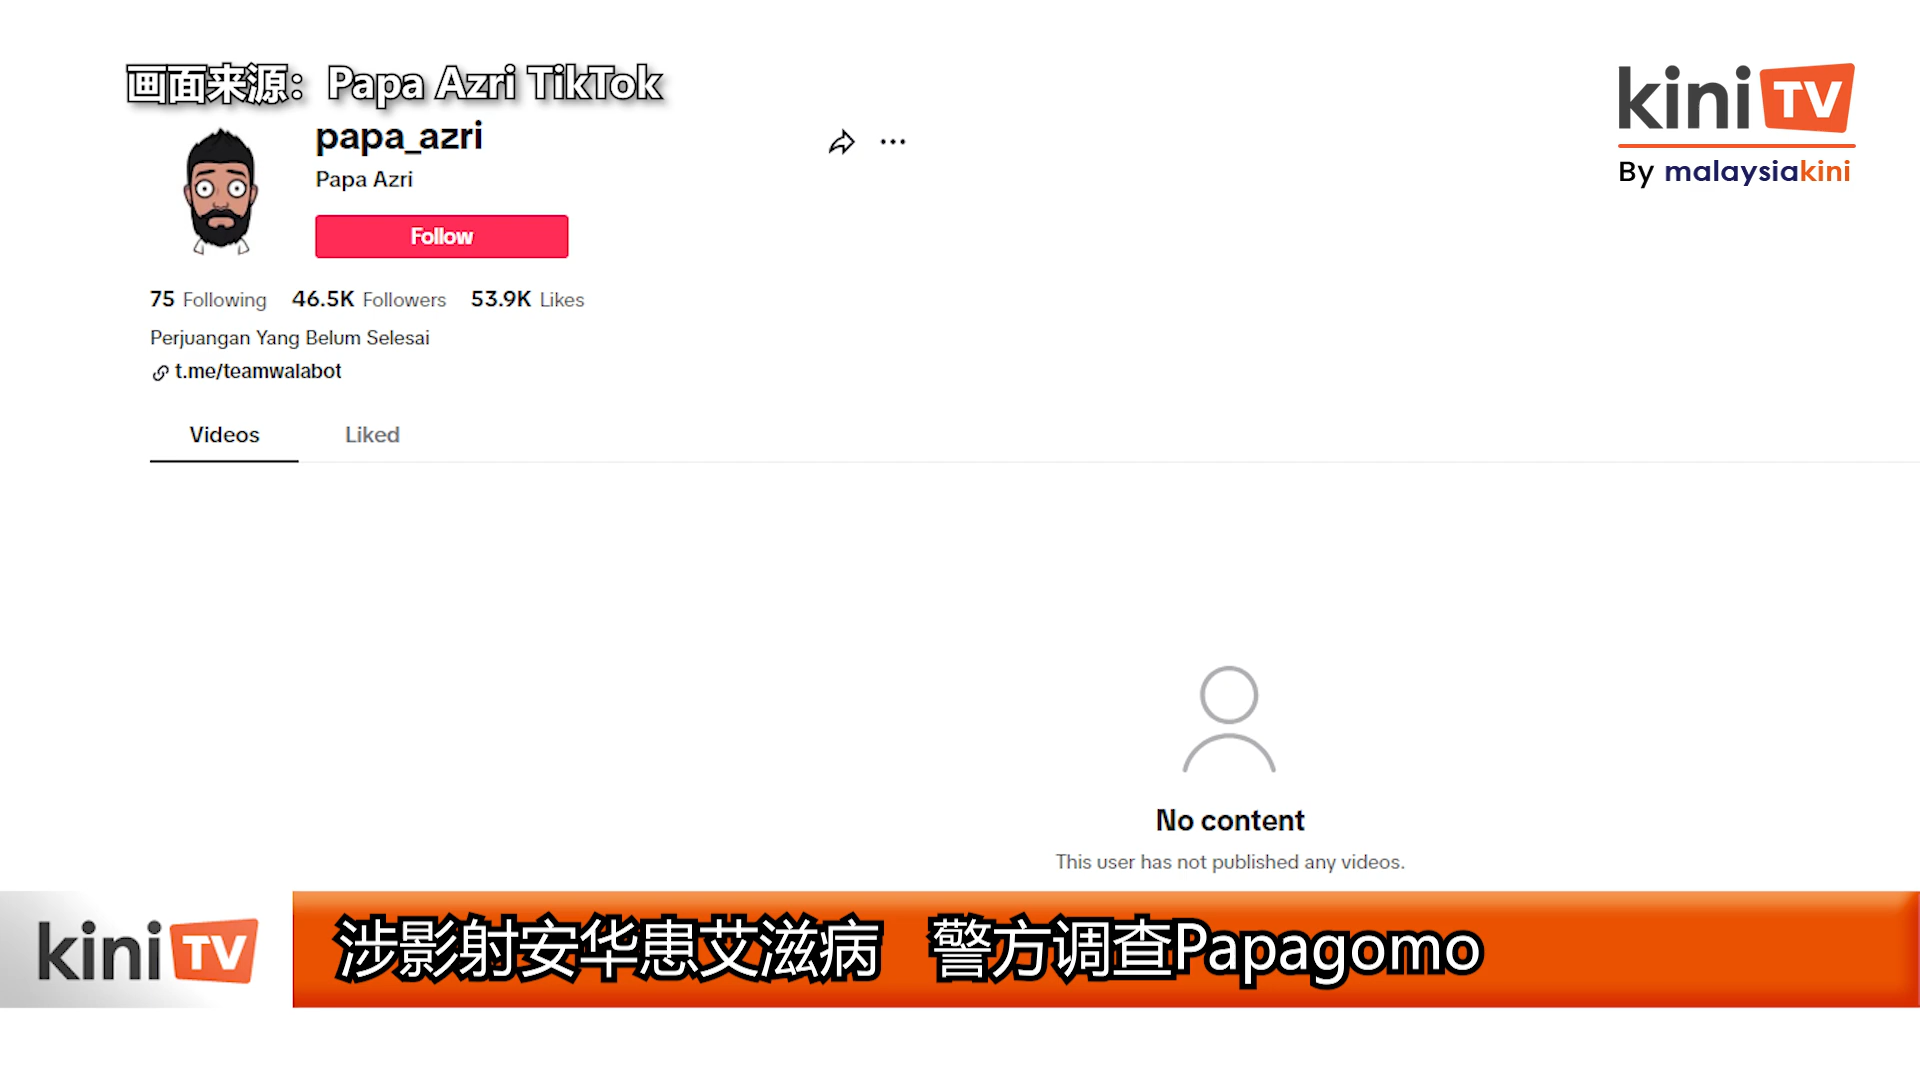 画面来源：Papa Azri TikTok
kini TV
By malaysiakini
papa_azri
Papa Azri
Follow
75 Following 46.5K Followers 53.9K Likes
Perjuangan Yang Belum Selesai
t.me/teamwalabot
Videos Liked
No content
This user has not published any videos.
kini TV
涉影射安华患艾滋病 警方调查Papagomo